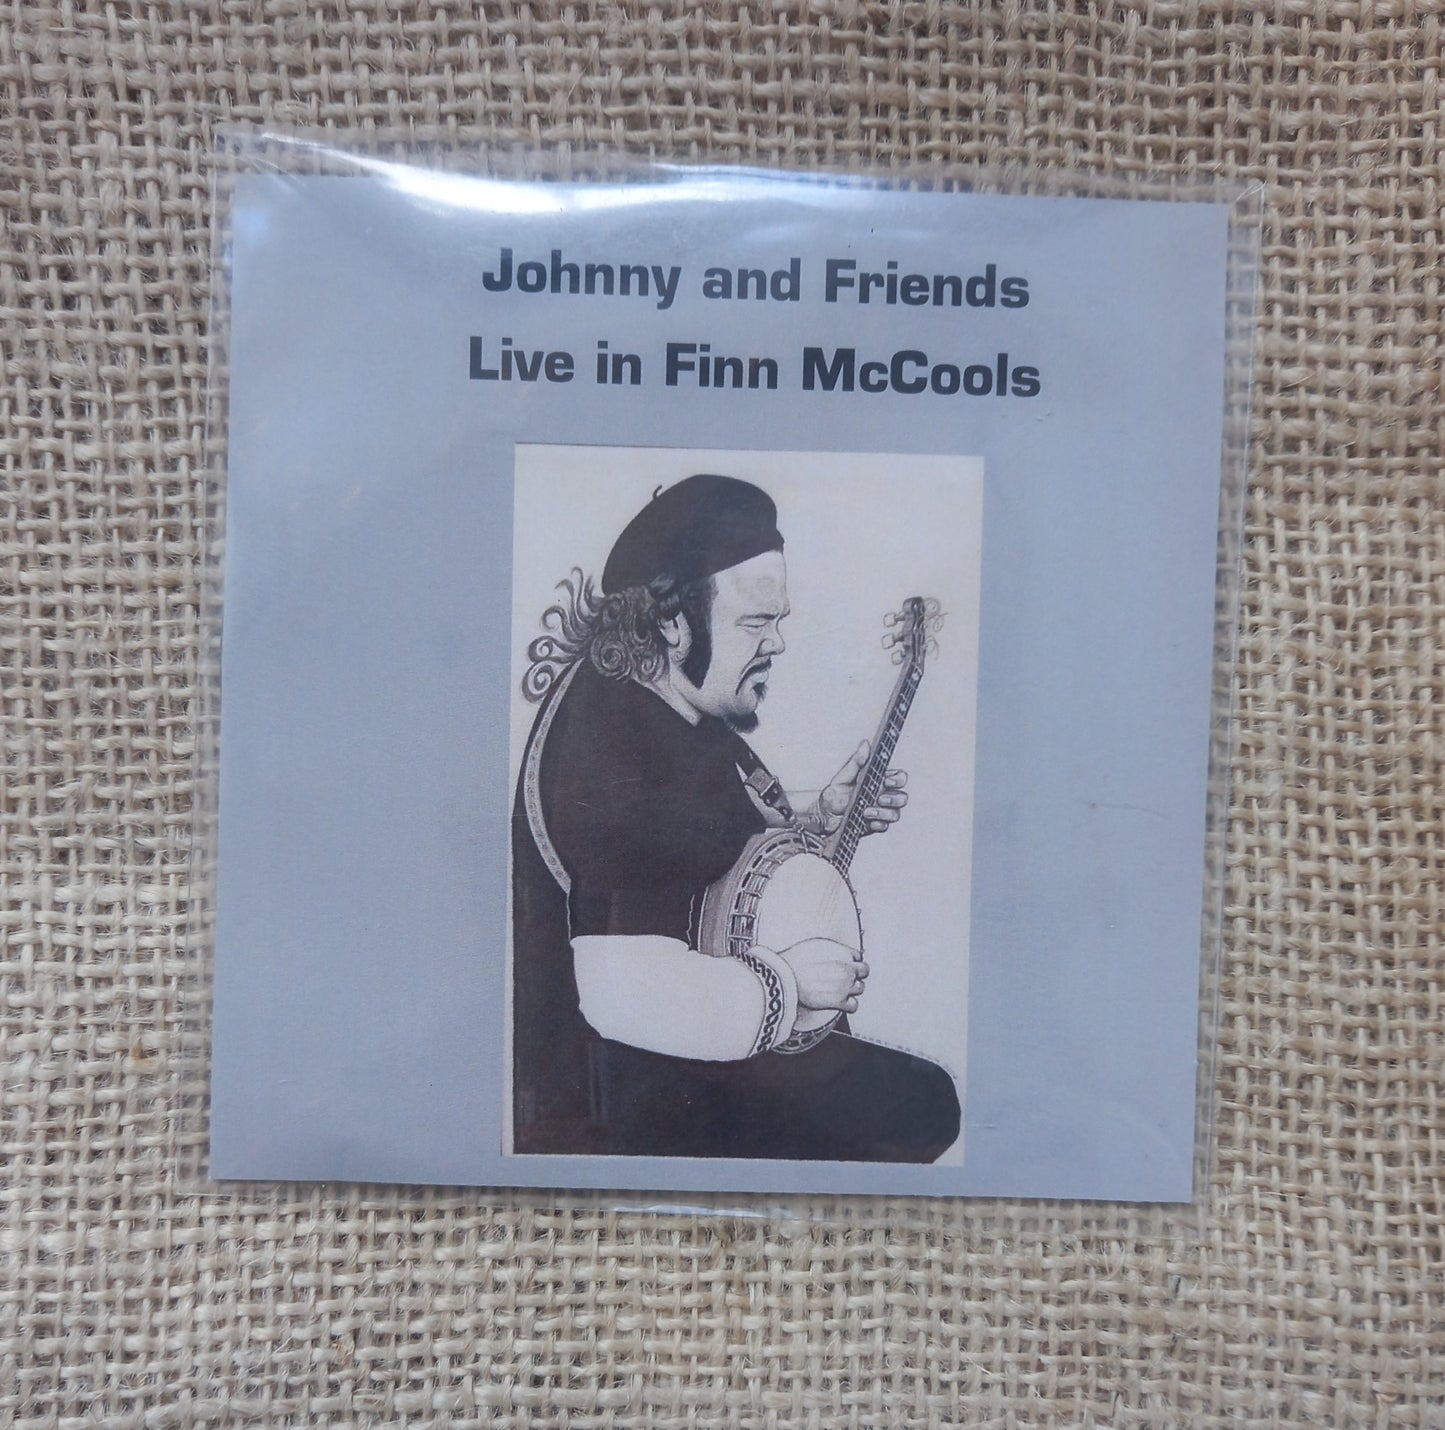 Johnny and Friends
Live in Finn McCools